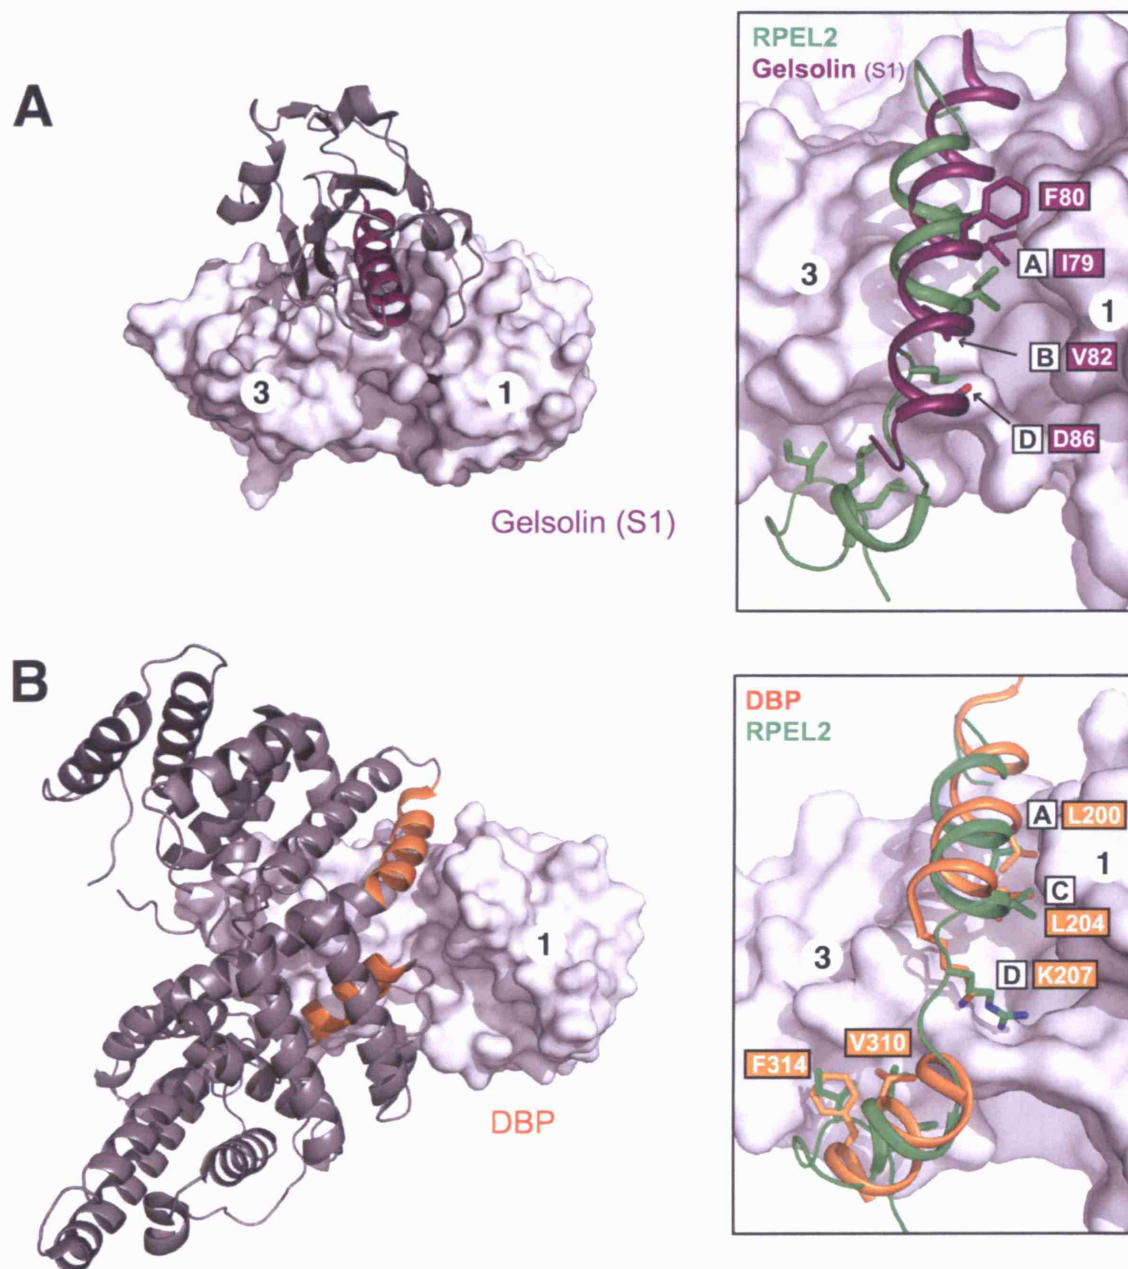 A
3
1
Gelsolin (S1)
RPEL2
Gelsolin (S1)
F80
3
A I79
1
B V82
D D86
B
1
DBP
DBP
RPEL2
A L200
1
C
L204
3
D K207
V310
F314